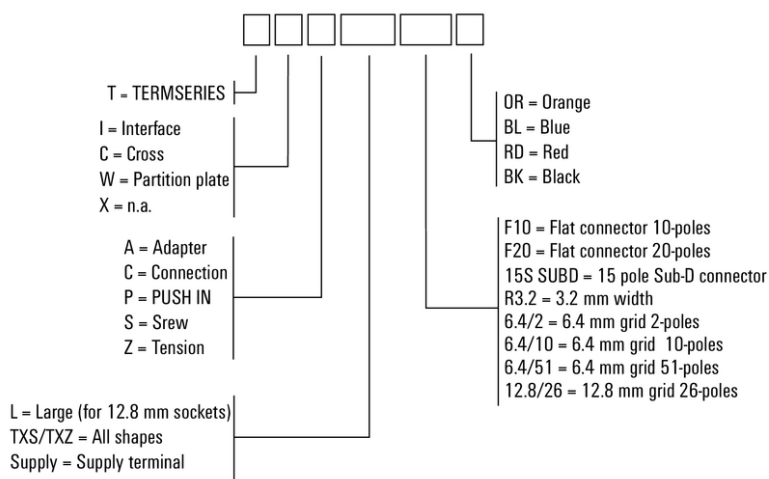 T = TERMSERIES
I = Interface
C = Cross
W = Partition plate
X = n.a.
A = Adapter
C = Connection
P = PUSH IN
S = Srew
Z = Tension
L = Large (for 12.8 mm sockets)
TXS/TXZ = All shapes
Supply = Supply terminal
OR = Orange
BL = Blue
RD = Red
BK = Black
F10 = Flat connector 10-poles
F20 = Flat connector 20-poles
15S SUBD = 15 pole Sub-D connector
R3.2 = 3.2 mm width
6.4/2 = 6.4 mm grid 2-poles
6.4/10 = 6.4 mm grid 10-poles
6.4/51 = 6.4 mm grid 51-poles
12.8/26 = 12.8 mm grid 26-poles